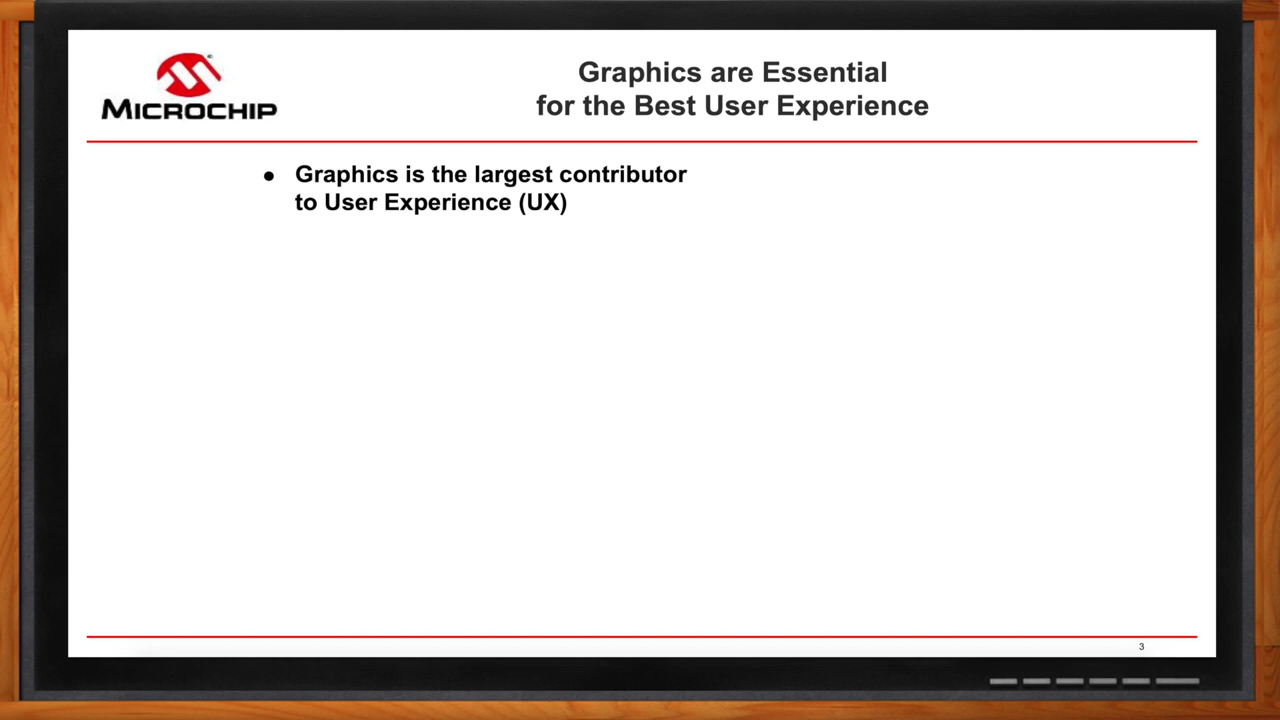 MICROCHIP
Graphics are Essential
for the Best User Experience
● Graphics is the largest contributor
to User Experience (UX)
3